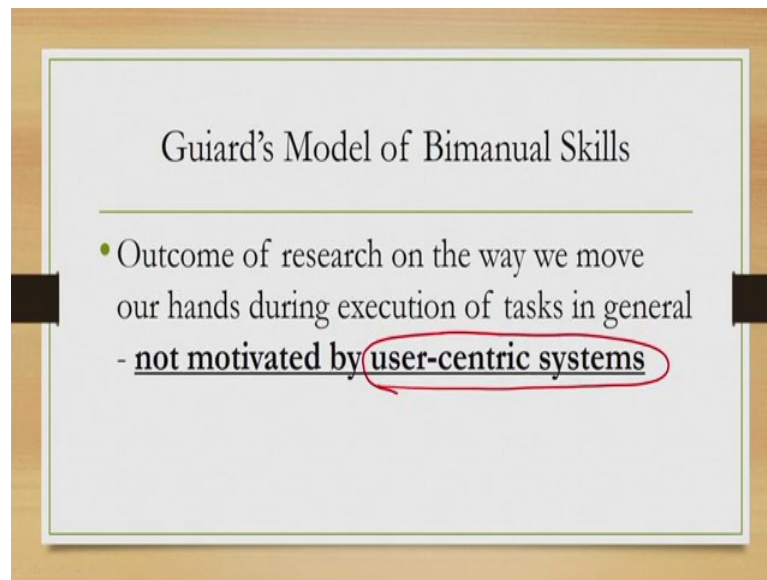 Guiard's Model of Bimanual Skills
• Outcome of research on the way we move
our hands during execution of tasks in general
- not motivated by user-centric systems